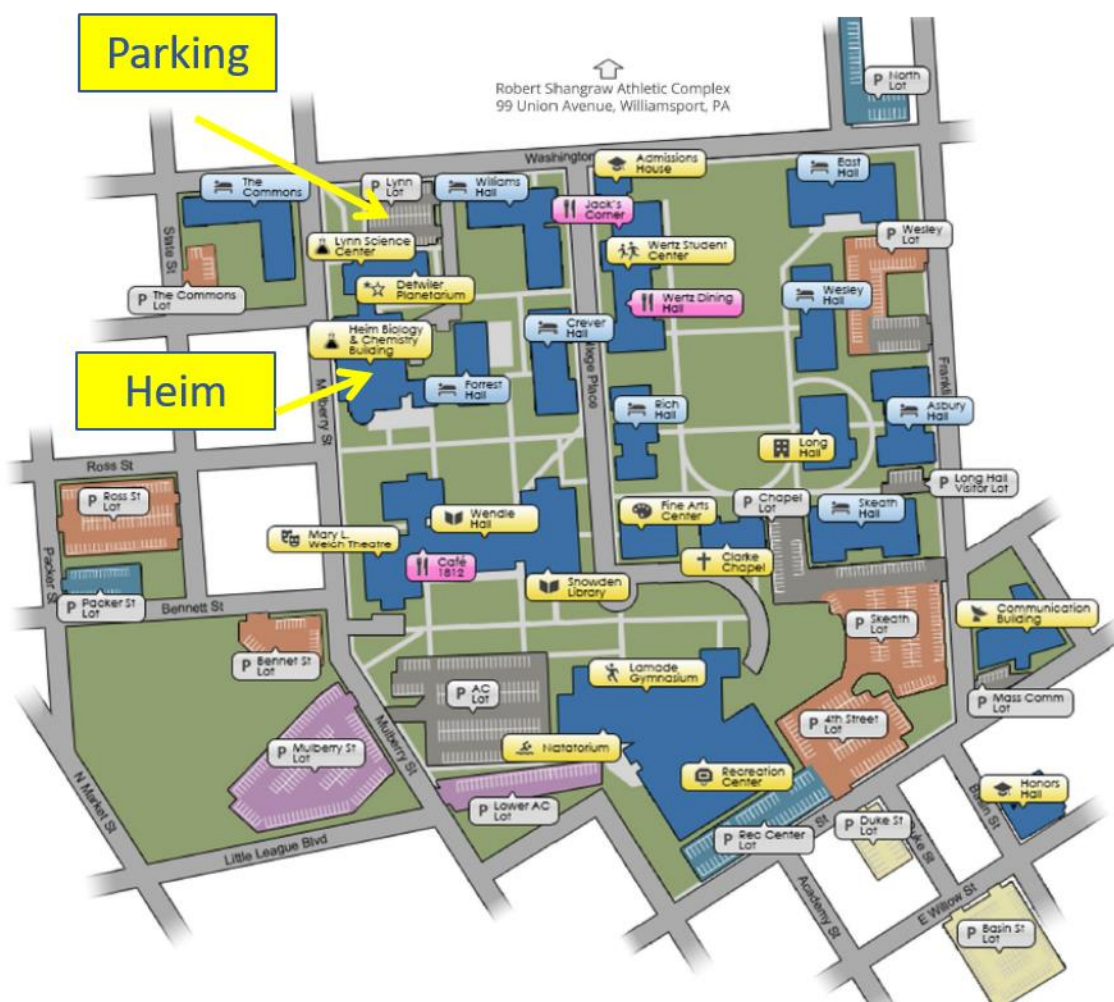 Parking
Robert Shangraw Athletic Complex
99 Union Avenue, Williamsport, PA
P North
Lot
Washington
Admissions
House
East
Hall
The
Commons
P Lynn
Lot
Williams
Hall
Jack's
Corner
State St
Lynn Science
Center
Wertz Student
Center
P Wesley
Lot
Detwiler
Planetarium
P The Commons
Lot
Wertz Dining
Hall
Wesley
Hall
Heim Biology
& Chemistry
Building
Crever
Hall
Heim
Mulberry St
Forrest
Hall
Place
Rich
Hall
Asbury
Hall
Long
Hall
Ross St
P Ross St
Lot
P Long Hall
Visitor Lot
P Chapel
Lot
Wendle
Hall
Fine Arts
Center
Skeath
Hall
Mary L.
Welch Theatre
Café
1812
Clarke
Chapel
Packer St
P Packer St
Lot
Bennett St
Snowden
Library
P Skeath
Lot
Communication
Building
P Bennet St
Lot
Lamade
Gymnasium
P AC
Lot
P Mass Comm
Lot
P 4th Street
Lot
P Mulberry St
Lot
Mulberry St
Natatorium
Recreation
Center
Honors
Hall
N Market St
P Lower AC
Lot
P Rec Center
Lot
St
P Duke St
Lot
Duke St
Basin St
Little League Blvd
Academy St
E Willow St
P Basin St
Lot